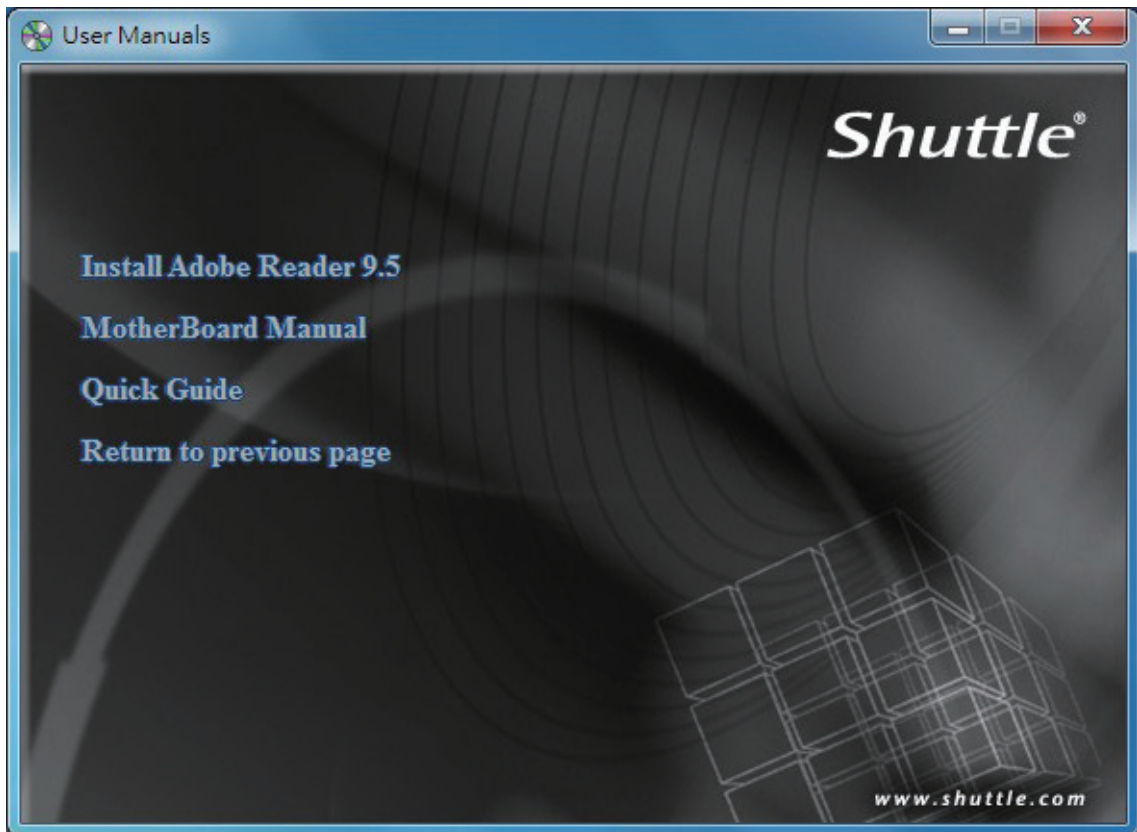 User Manuals
Shuttle®
Install Adobe Reader 9.5
MotherBoard Manual
Quick Guide
Return to previous page
www.shuttle.com